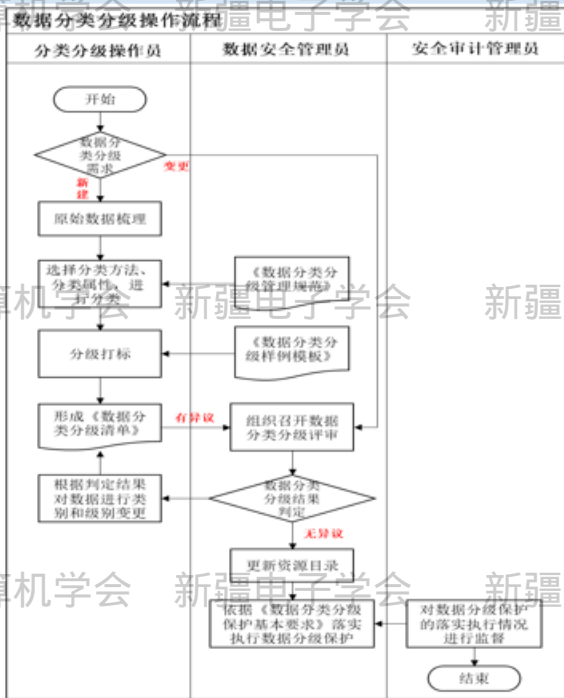 数据分类分级操作流程
分类分级操作员
数据安全管理员
安全审计管理员
开始
数据分
类分级
需求
变更
新
建
原始数据梳理
选择分类方法、
分类属性，进
行分类
《数据分类分
级管理规范》
分级打标
《数据分类分
级样例模板》
形成《数据分
类分级清单》
有异议
组织召开数据
分类分级评审
根据判定结果
对数据进行类
别和级别变更
数据分类
分级结果
判定
无异议
更新资源目录
依据《数据分类分级
保护基本要求》落实
执行数据分级保护
对数据分级保护
的落实执行情况
进行监督
结束
新疆电子学会
新疆
算机学会
新疆电子学会
新疆
算机学会
新疆电子学会
新疆